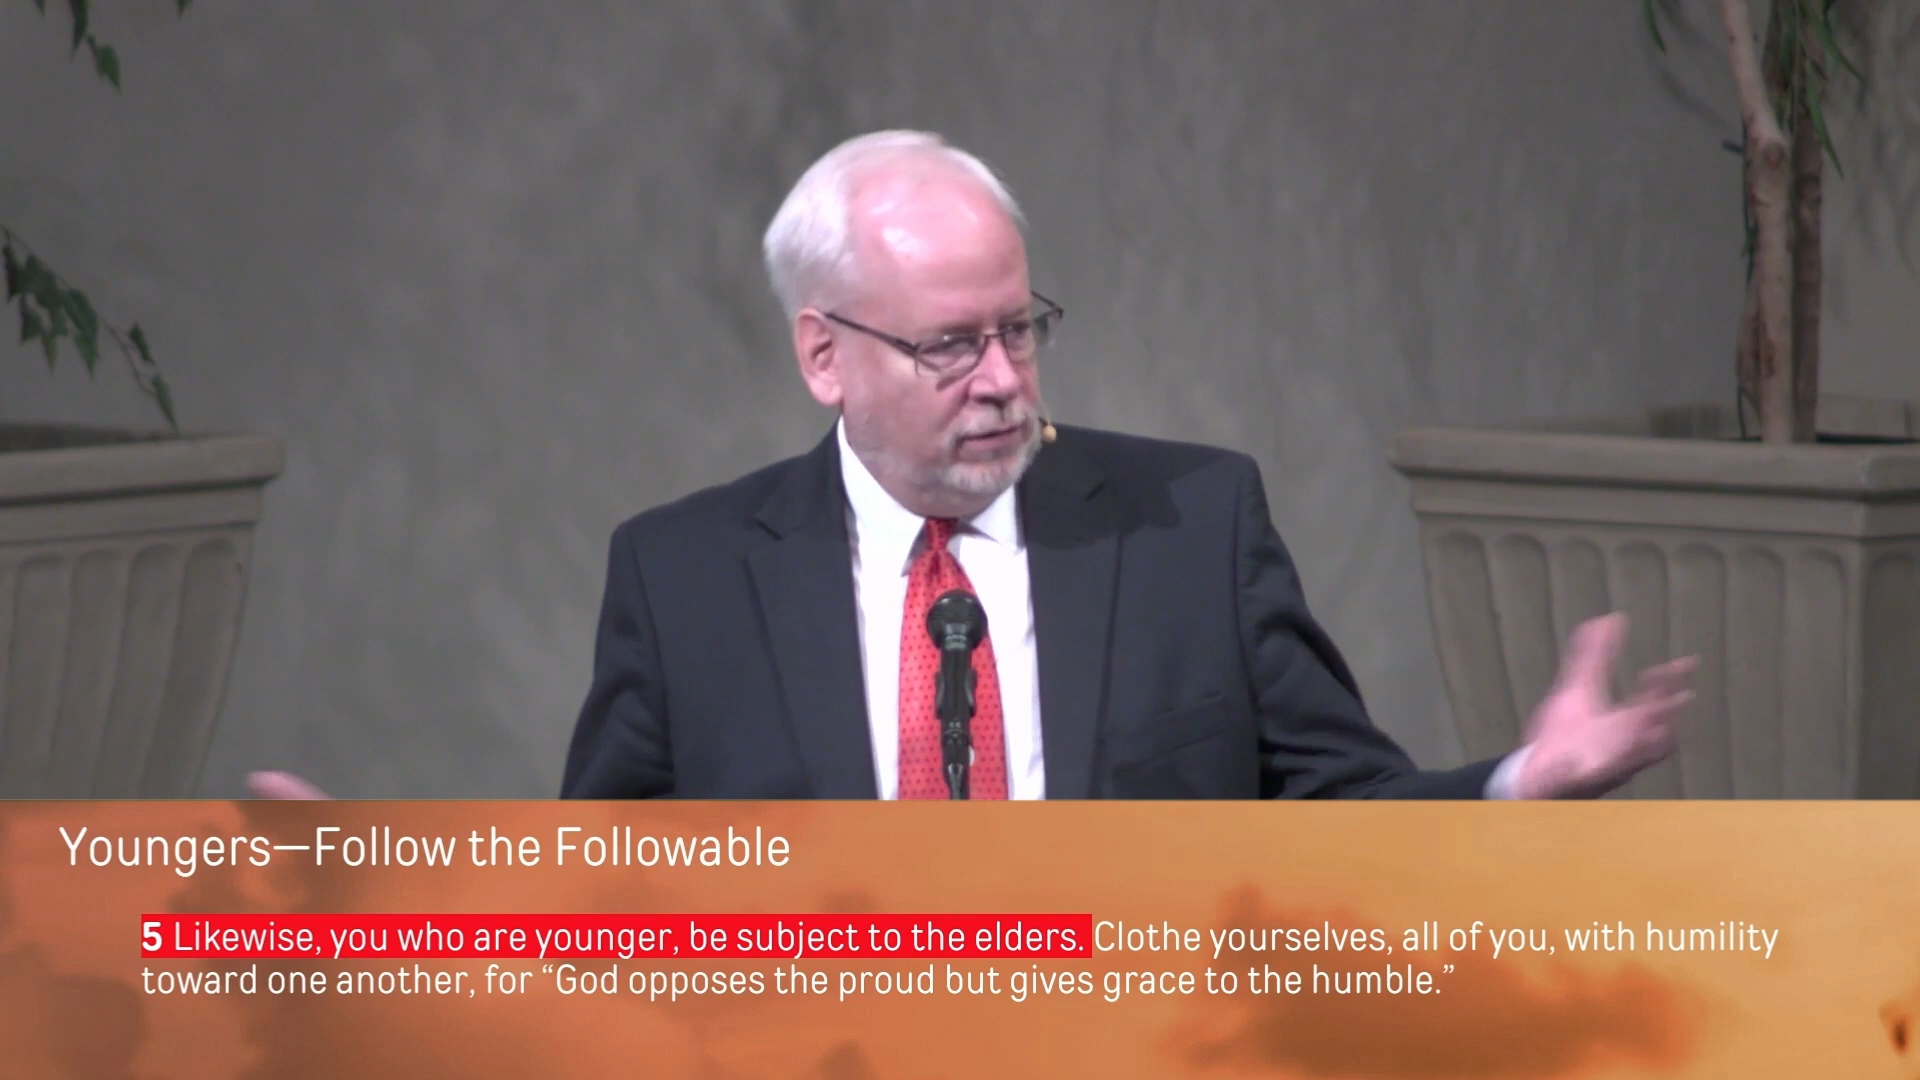 Youngers—Follow the Followable
5 Likewise, you who are younger, be subject to the elders. Clothe yourselves, all of you, with humility
toward one another, for “God opposes the proud but gives grace to the humble.”